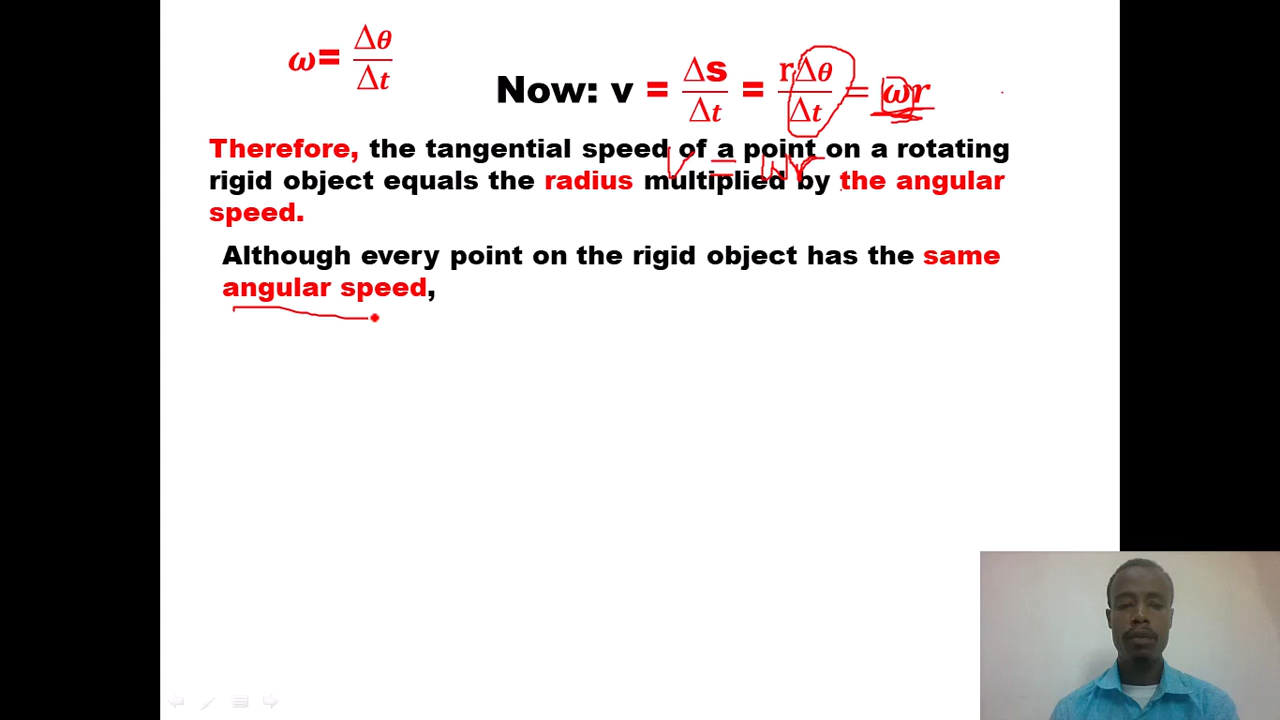 ω= Δθ/Δt
Now: v = Δs/Δt = rΔθ/Δt = ωr
Therefore, the tangential speed of a point on a rotating
v = wr
rigid object equals the radius multiplied by the angular
speed.
Although every point on the rigid object has the same
angular speed,